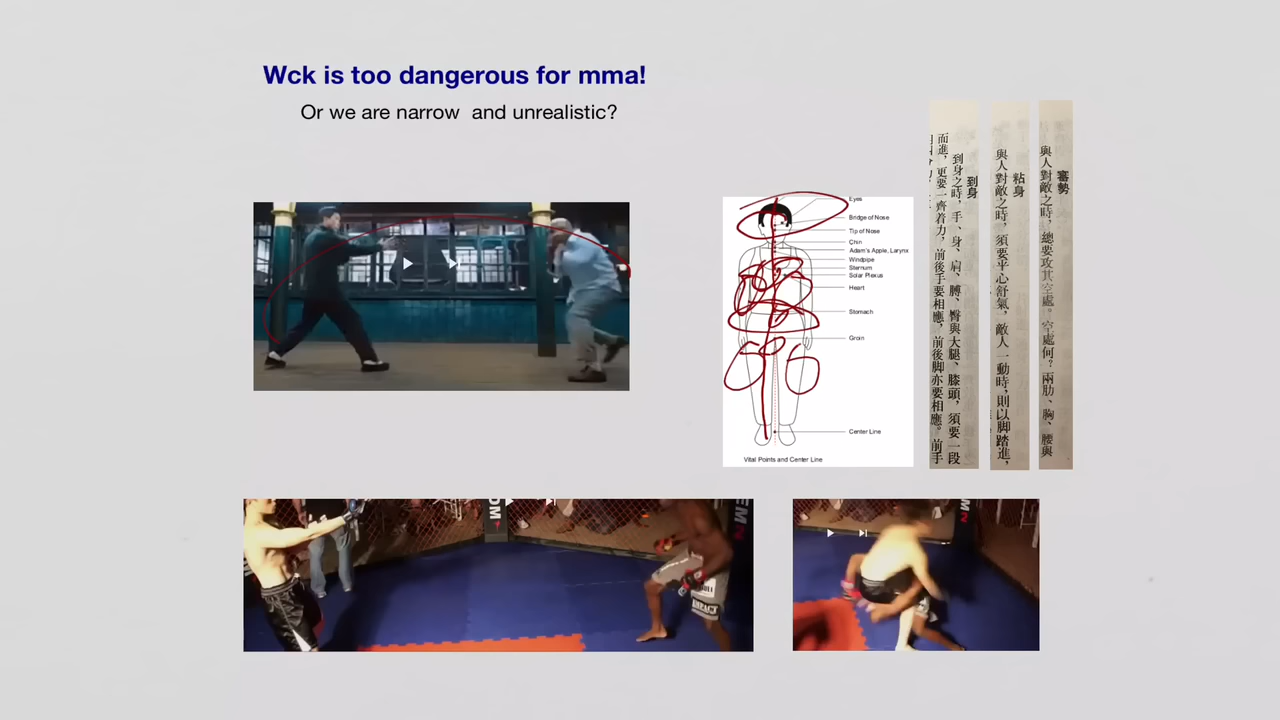 Wck is too dangerous for mma!
Or we are narrow and unrealistic?
Eyes
Bridge of Nose
Tip of Nose
Chin
Adam's Apple, Larynx
Windpipe
Sternum
Solar Plexus
Heart
Stomach
Groin
Center Line
Vital Points and Center Line
審勢
與人對敵之時，總要攻其空處。空處何？兩肋、胸、腰與
粘身
與人對敵之時，須要平心舒氣，敵人一動時，則以脚踏進，
到身
到身之時，手、身、肩、膊、臀與大腿、膝頭，須要一段
而進，更要一齊着力，前後手要相應，前後脚亦要相應。前手
OM
EM
IMPACT